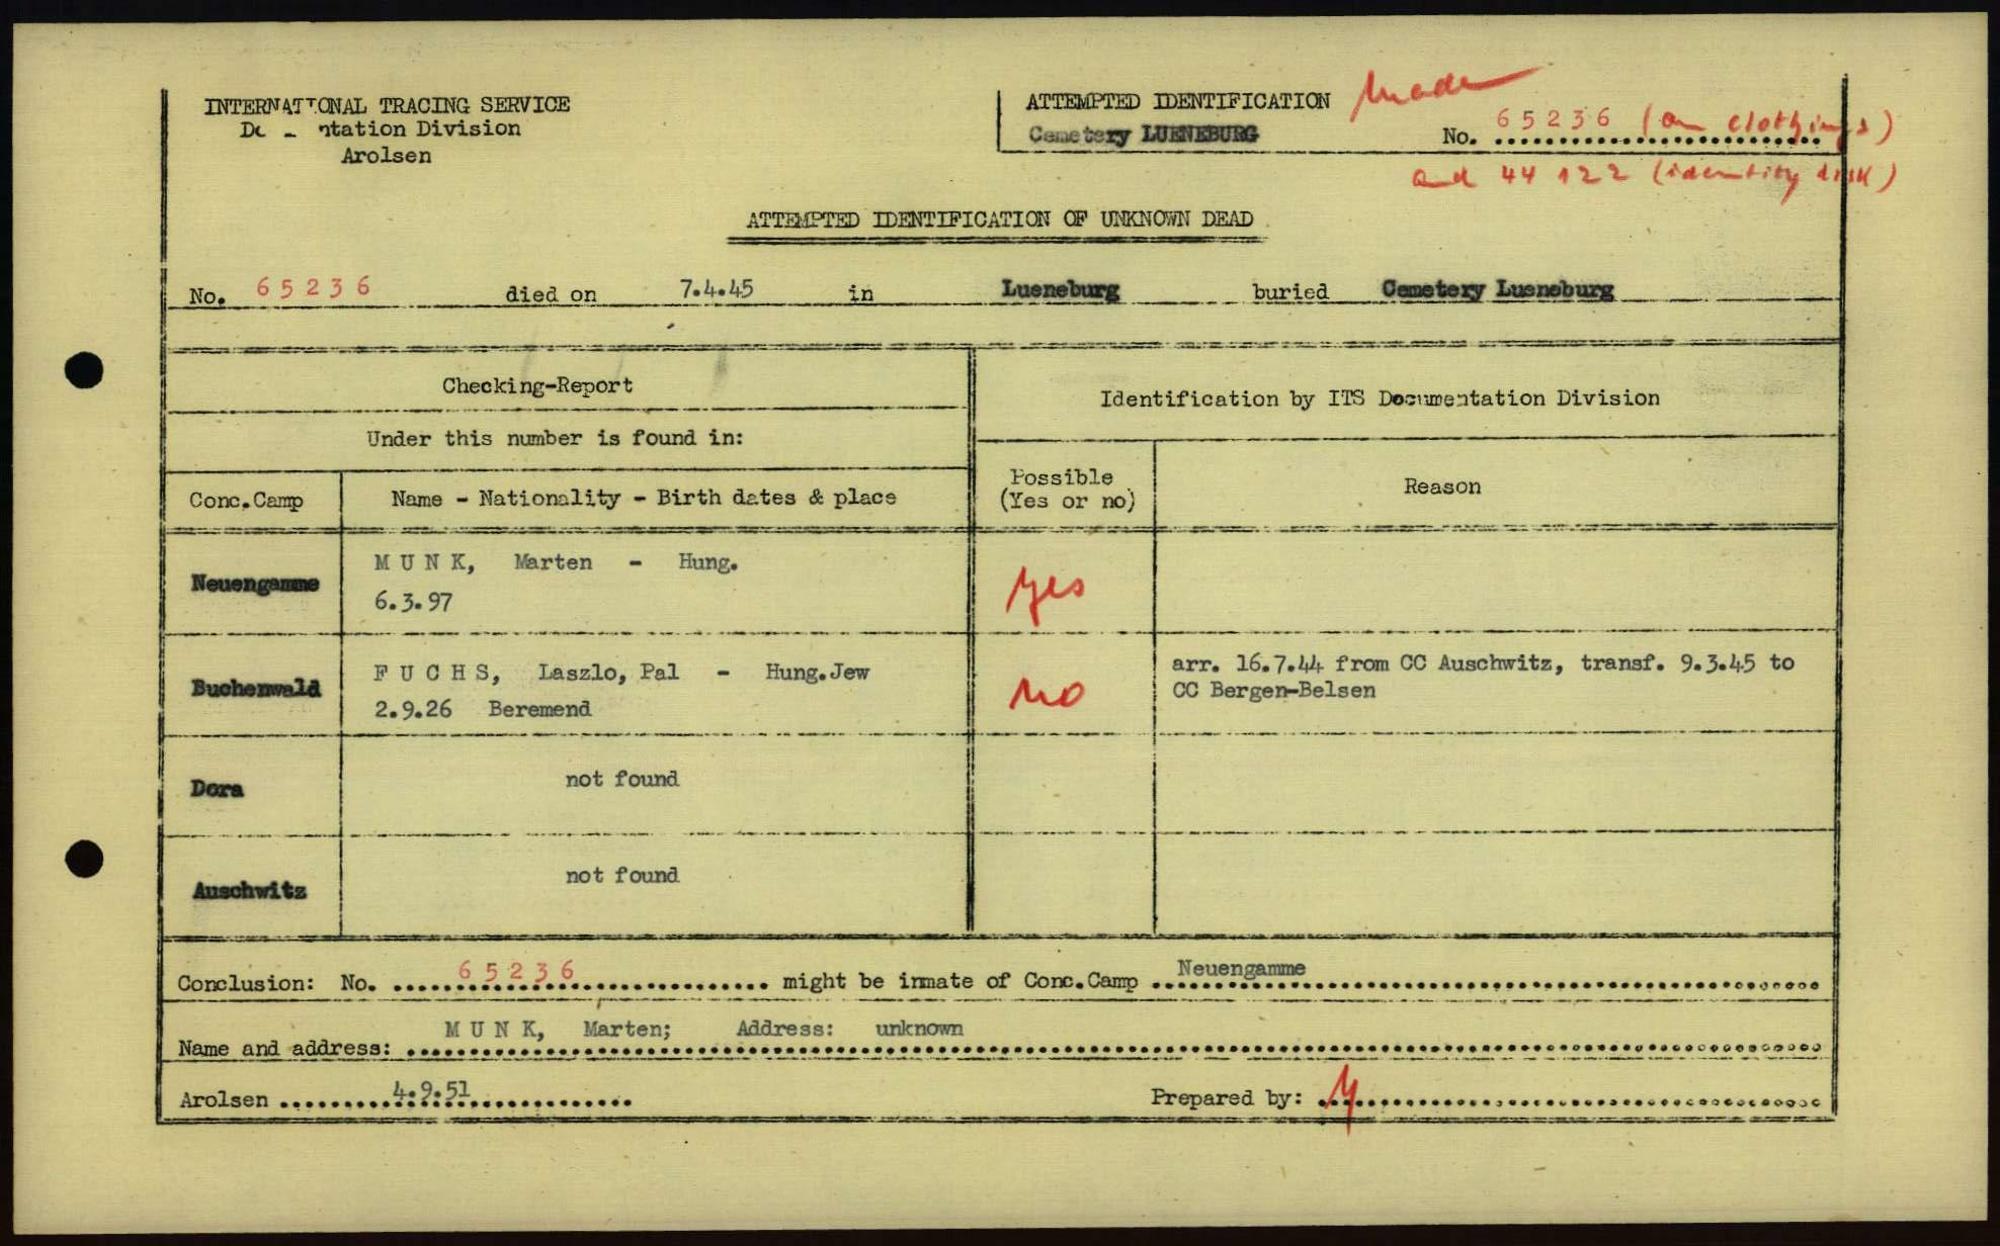 INTERNATIONAL TRACING SERVICE
Documentation Division
Arolsen
ATTEMPTED IDENTIFICATION made
Cemetery LUENEBURG
No. 65236 (on clothings)
and 44 122 (identity disk)
ATTEMPTED IDENTIFICATION OF UNKNOWN DEAD
No. 65236 died on 7.4.45 in Lueneburg buried Cemetery Lueneburg
Checking-Report
Identification by ITS Documentation Division
Under this number is found in:
Conc.Camp
Name - Nationality - Birth dates & place
Possible
(Yes or no)
Reason
Neuengamme
M U N K, Marten - Hung.
6.3.97
yes
Buchenwald
F U C H S, Laszlo, Pal - Hung.Jew
2.9.26 Beremend
no
arr. 16.7.44 from CC Auschwitz, transf. 9.3.45 to
CC Bergen-Belsen
Dora
not found
Auschwitz
not found
Conclusion: No. 65236 might be inmate of Conc.Camp Neuengamme
Name and address: M U N K, Marten; Address: unknown
Arolsen 4.9.51
Prepared by: